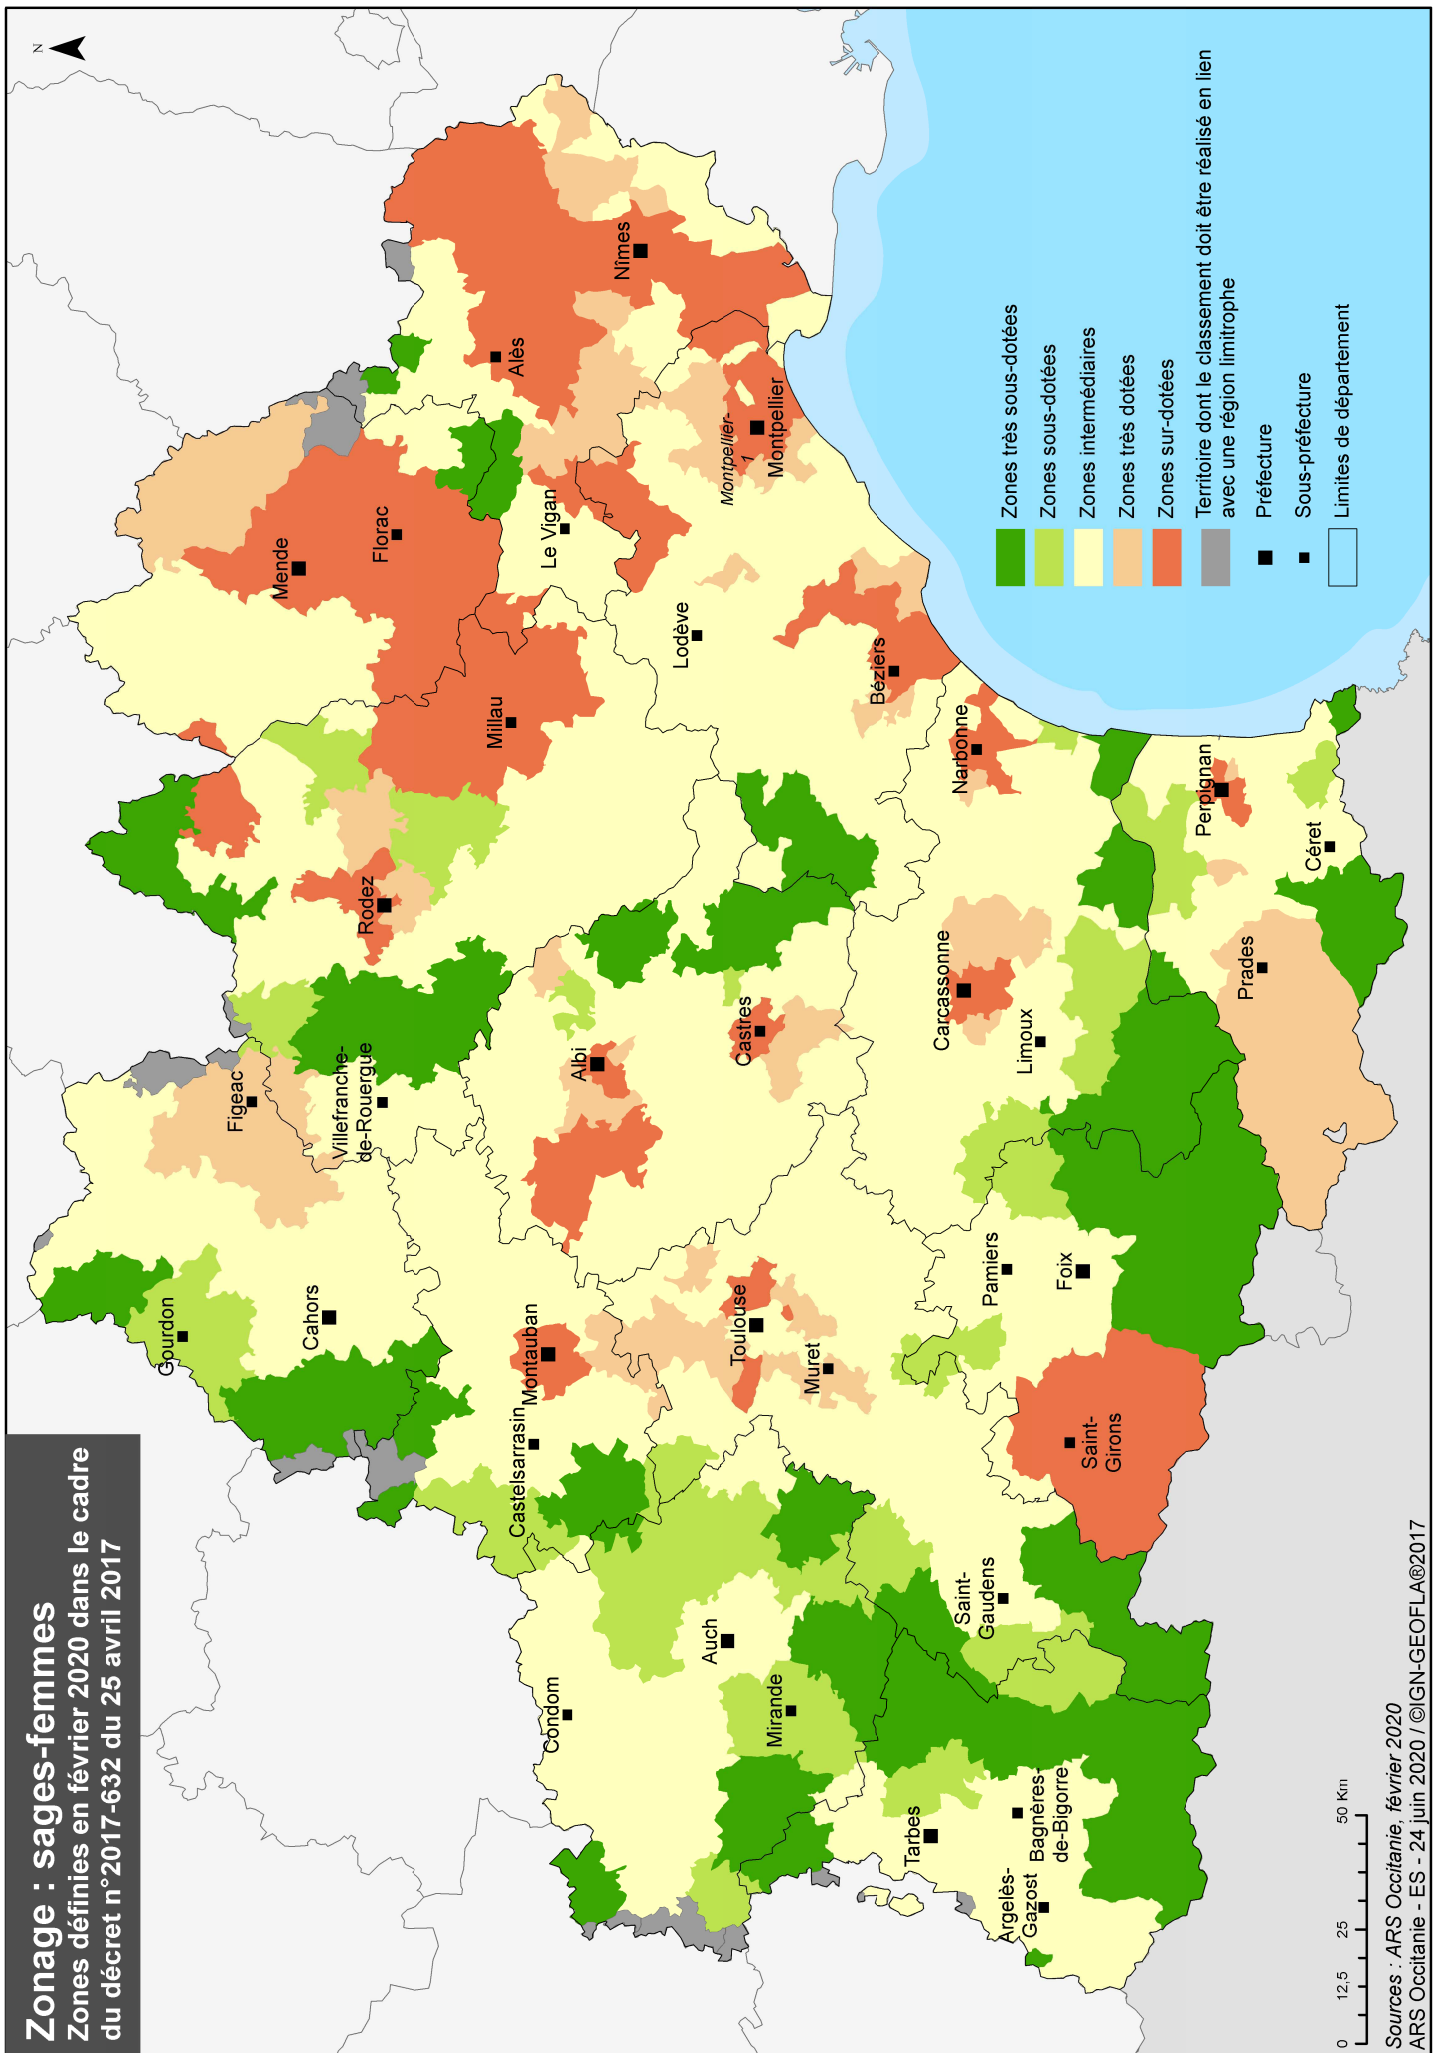 Zonage : sages-femmes
Zones définies en février 2020 dans le cadre
du décret n°2017-632 du 25 avril 2017
N
Gourdon
Figeac
Cahors
Villefranche-
de-Rouergue
Rodez
Mende
Florac
Millau
Alès
Le Vigan
Nîmes
Castelsarrasin
Montauban
Albi
Condom
Auch
Mirande
Toulouse
Muret
Castres
Lodève
Montpellier-
1
Montpellier
Béziers
Narbonne
Carcassonne
Limoux
Tarbes
Bagnères-
de-Bigorre
Argelès-
Gazost
Saint-
Gaudens
Saint-
Girons
Pamiers
Foix
Prades
Perpignan
Céret
Zones très sous-dotées
Zones sous-dotées
Zones intermédiaires
Zones très dotées
Zones sur-dotées
Territoire dont le classement doit être réalisé en lien
avec une région limitrophe
Préfecture
Sous-préfecture
Limites de département
0 12,5 25 50 Km
Sources : ARS Occitanie, février 2020
ARS Occitanie - ES - 24 juin 2020 / ©IGN-GEOFLA®2017